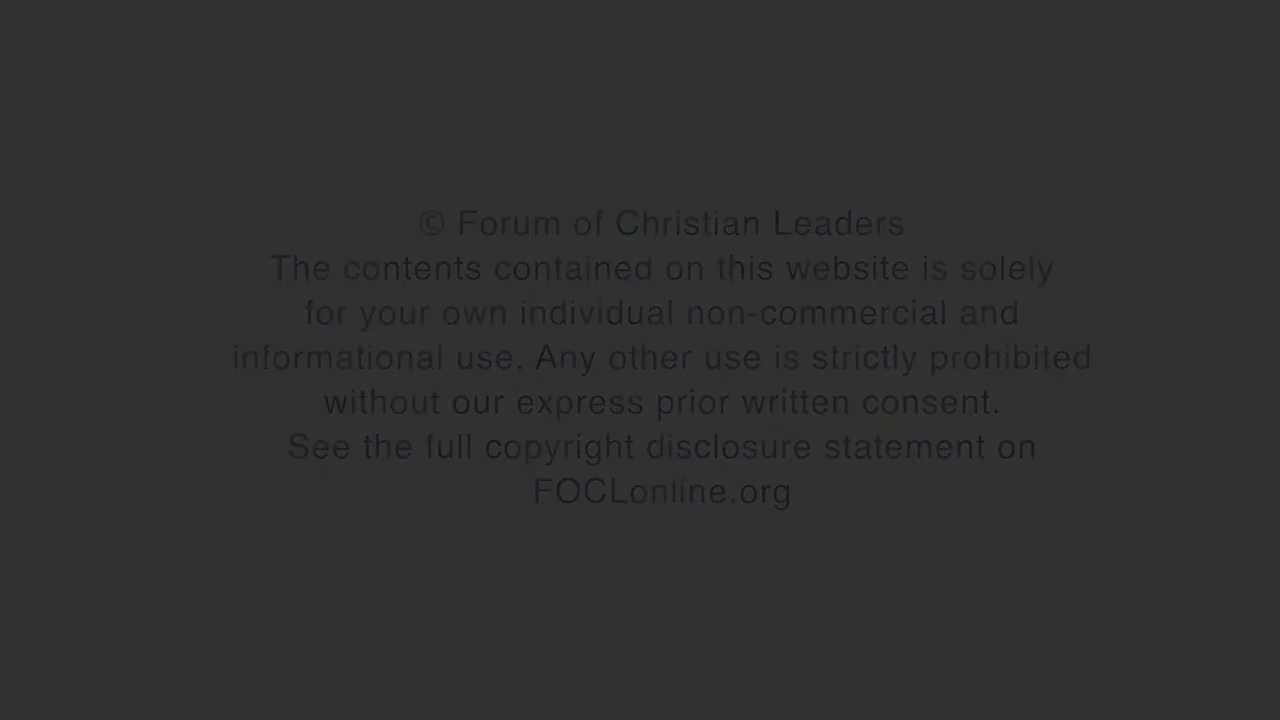 © Forum of Christian Leaders
The contents contained on this website is solely
for your own individual non-commercial and
informational use. Any other use is strictly prohibited
without our express prior written consent.
See the full copyright disclosure statement on
FOCLonline.org